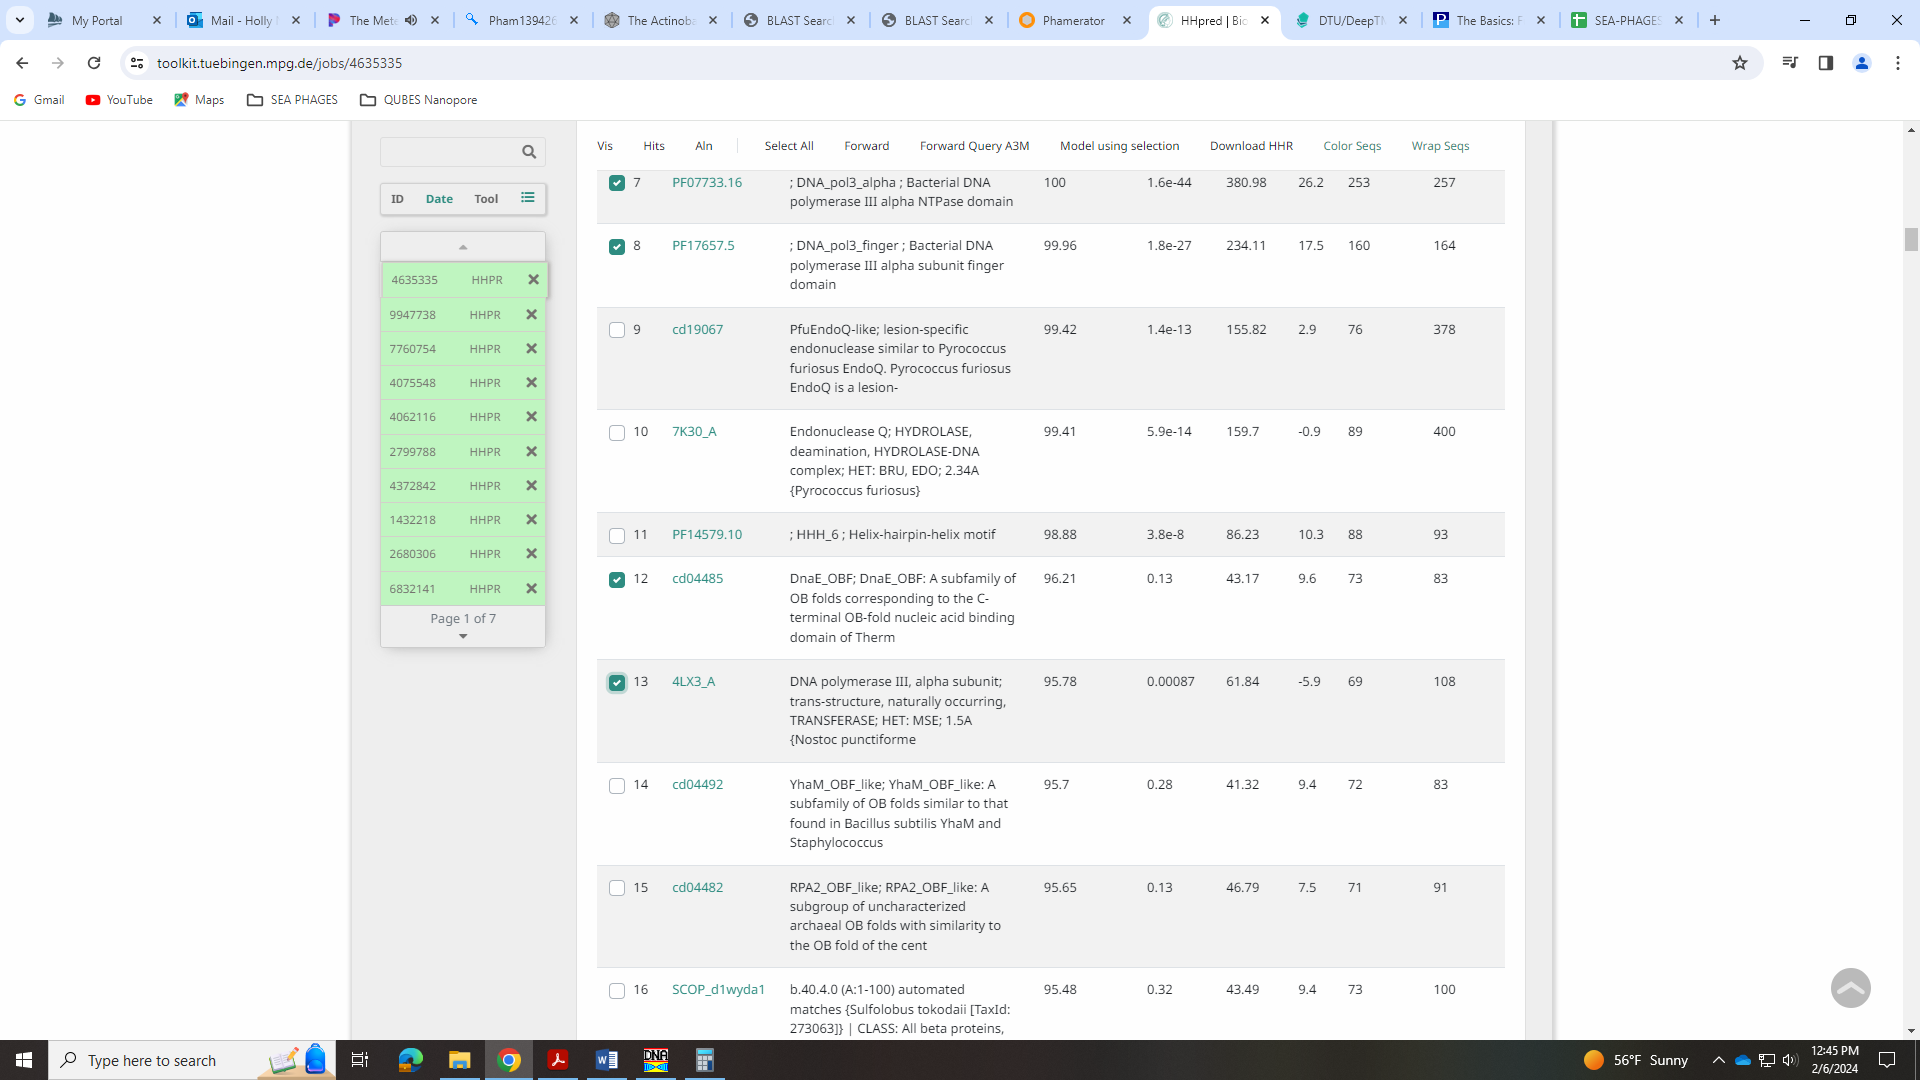 My Portal
Mail - Holly
The Mete
Pham139426
The Actinoba
BLAST Searc
BLAST Searc
Phamerator
HHpred | Bio
DTU/DeepTM
The Basics: F
SEA-PHAGES
toolkit.tuebingen.mpg.de/jobs/4635335
Gmail
YouTube
Maps
SEA PHAGES
QUBES Nanopore
Vis Hits Aln Select All Forward Forward Query A3M Model using selection Download HHR Color Seqs Wrap Seqs
ID Date Tool
4635335 HHPR
9947738 HHPR
7760754 HHPR
4075548 HHPR
4062116 HHPR
2799788 HHPR
4372842 HHPR
1432218 HHPR
2680306 HHPR
6832141 HHPR
Page 1 of 7
7 PF07733.16 ; DNA_pol3_alpha ; Bacterial DNA 100 1.6e-44 380.98 26.2 253 257
polymerase III alpha NTPase domain
8 PF17657.5 ; DNA_pol3_finger ; Bacterial DNA 99.96 1.8e-27 234.11 17.5 160 164
polymerase III alpha subunit finger
domain
9 cd19067 PfuEndoQ-like; lesion-specific 99.42 1.4e-13 155.82 2.9 76 378
endonuclease similar to Pyrococcus
furiosus EndoQ. Pyrococcus furiosus
EndoQ is a lesion-
10 7K30_A Endonuclease Q; HYDROLASE, 99.41 5.9e-14 159.7 -0.9 89 400
deamination, HYDROLASE-DNA
complex; HET: BRU, EDO; 2.34A
{Pyrococcus furiosus}
11 PF14579.10 ; HHH_6 ; Helix-hairpin-helix motif 98.88 3.8e-8 86.23 10.3 88 93
12 cd04485 DnaE_OBF; DnaE_OBF: A subfamily of 96.21 0.13 43.17 9.6 73 83
OB folds corresponding to the C-
terminal OB-fold nucleic acid binding
domain of Therm
13 4LX3_A DNA polymerase III, alpha subunit; 95.78 0.00087 61.84 -5.9 69 108
trans-structure, naturally occurring,
TRANSFERASE; HET: MSE; 1.5A
{Nostoc punctiforme
14 cd04492 YhaM_OBF_like; YhaM_OBF_like: A 95.7 0.28 41.32 9.4 72 83
subfamily of OB folds similar to that
found in Bacillus subtilis YhaM and
Staphylococcus
15 cd04482 RPA2_OBF_like; RPA2_OBF_like: A 95.65 0.13 46.79 7.5 71 91
subgroup of uncharacterized
archaeal OB folds with similarity to
the OB fold of the cent
16 SCOP_d1wyda1 b.40.4.0 (A:1-100) automated 95.48 0.32 43.49 9.4 73 100
matches {Sulfolobus tokodaii [TaxId:
273063]} | CLASS: All beta proteins,
Type here to search
DNA
56°F Sunny
12:45 PM
2/6/2024